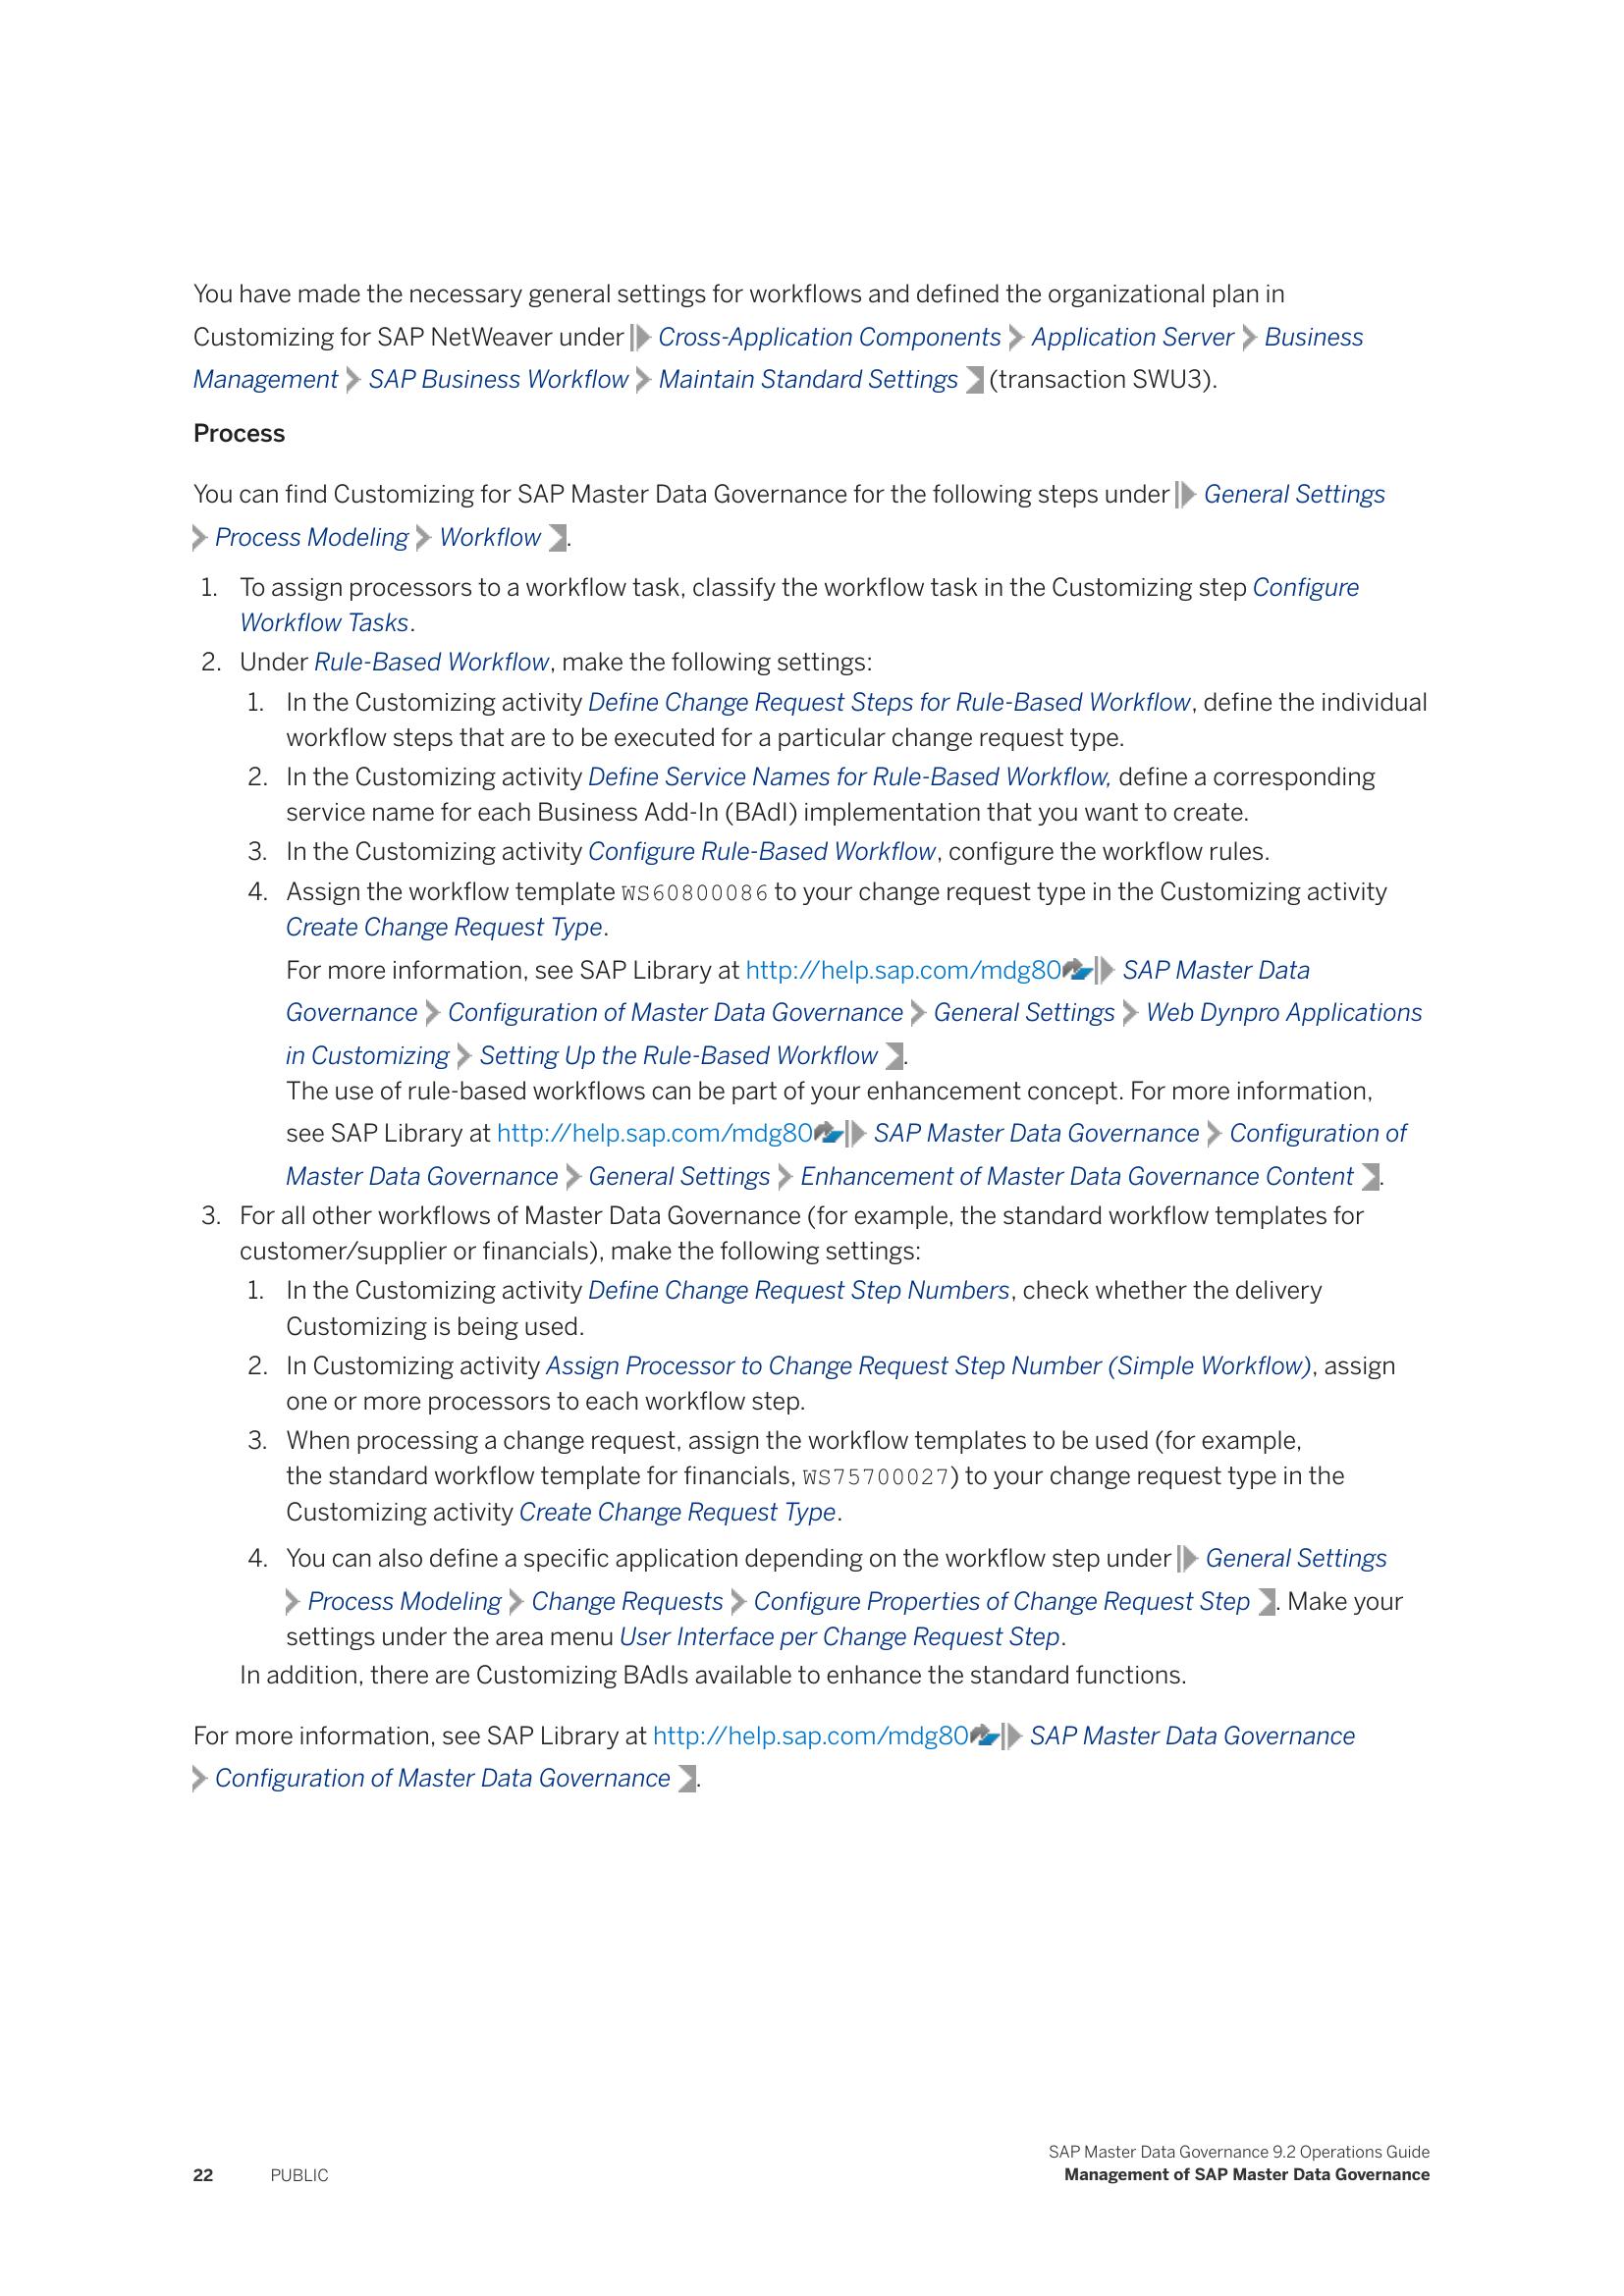 You have made the necessary general settings for workflows and defined the organizational plan in
Customizing for SAP NetWeaver under Cross-Application Components Application Server Business
Management SAP Business Workflow Maintain Standard Settings (transaction SWU3).
Process
You can find Customizing for SAP Master Data Governance for the following steps under General Settings
Process Modeling Workflow .
1. To assign processors to a workflow task, classify the workflow task in the Customizing step Configure
Workflow Tasks.
2. Under Rule-Based Workflow, make the following settings:
1. In the Customizing activity Define Change Request Steps for Rule-Based Workflow, define the individual
workflow steps that are to be executed for a particular change request type.
2. In the Customizing activity Define Service Names for Rule-Based Workflow, define a corresponding
service name for each Business Add-In (BAdI) implementation that you want to create.
3. In the Customizing activity Configure Rule-Based Workflow, configure the workflow rules.
4. Assign the workflow template WS60800086 to your change request type in the Customizing activity
Create Change Request Type.
For more information, see SAP Library at http://help.sap.com/mdg80 SAP Master Data
Governance Configuration of Master Data Governance General Settings Web Dynpro Applications
in Customizing Setting Up the Rule-Based Workflow .
The use of rule-based workflows can be part of your enhancement concept. For more information,
see SAP Library at http://help.sap.com/mdg80 SAP Master Data Governance Configuration of
Master Data Governance General Settings Enhancement of Master Data Governance Content .
3. For all other workflows of Master Data Governance (for example, the standard workflow templates for
customer/supplier or financials), make the following settings:
1. In the Customizing activity Define Change Request Step Numbers, check whether the delivery
Customizing is being used.
2. In Customizing activity Assign Processor to Change Request Step Number (Simple Workflow), assign
one or more processors to each workflow step.
3. When processing a change request, assign the workflow templates to be used (for example,
the standard workflow template for financials, WS75700027) to your change request type in the
Customizing activity Create Change Request Type.
4. You can also define a specific application depending on the workflow step under General Settings
Process Modeling Change Requests Configure Properties of Change Request Step . Make your
settings under the area menu User Interface per Change Request Step.
In addition, there are Customizing BAdIs available to enhance the standard functions.
For more information, see SAP Library at http://help.sap.com/mdg80 SAP Master Data Governance
Configuration of Master Data Governance .
SAP Master Data Governance 9.2 Operations Guide
22 PUBLIC Management of SAP Master Data Governance